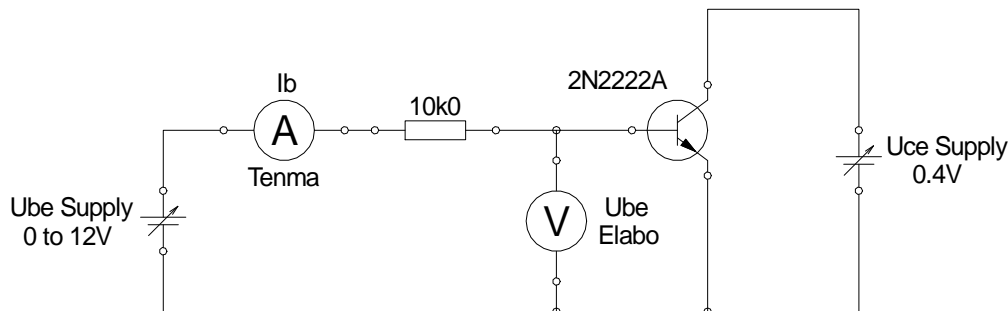 2N2222A
Ib
10k0
A
Tenma
Uce Supply
0.4V
Ube Supply
0 to 12V
V
Ube
Elabo